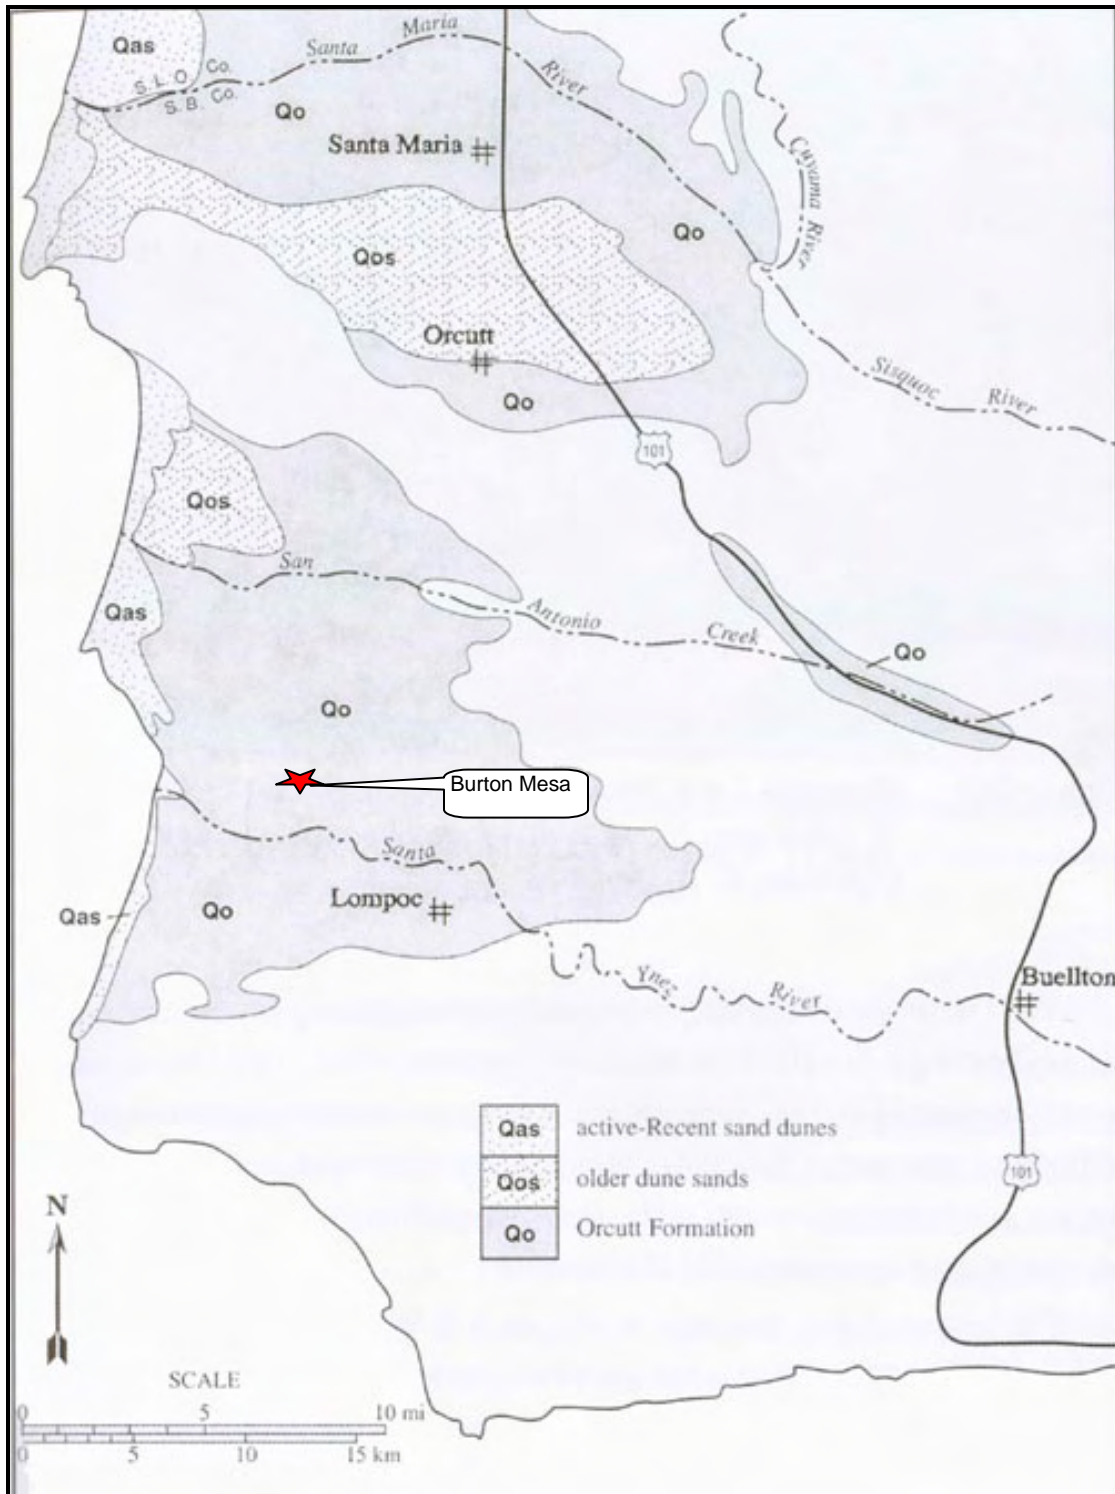 Qas
S. L. O. Co.
S. B. Co.
Santa Maria River
Qo
Santa Maria
Cuyama River
Qo
Qos
Orcutt
Sisquoc River
Qo
101
Qos
San Antonio Creek
Qas
Qo
Qo
Burton Mesa
Santa Ynez River
Lompoc
Qas
Qo
Buellton
Qas active-Recent sand dunes
Qos older dune sands
Qo Orcutt Formation
101
N
SCALE
0 5 10 mi
0 5 10 15 km